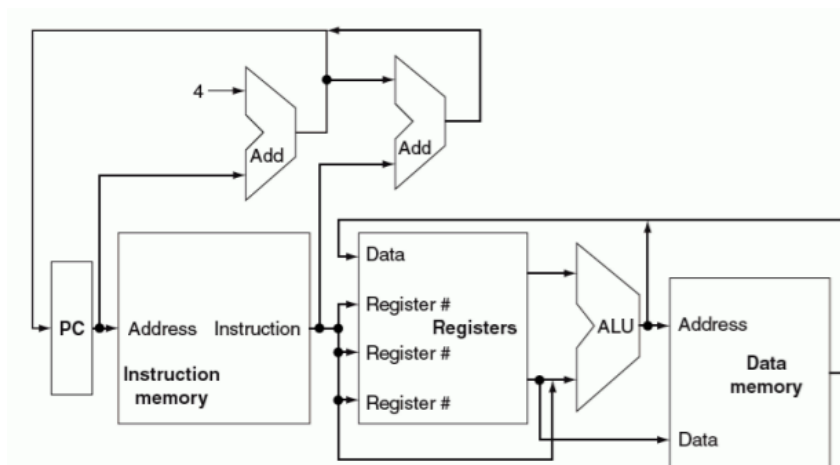 4
Add
Add
Data
Register #
Registers
ALU
PC
Address
Instruction
Address
Register #
Instruction
memory
Data
memory
Register #
Data